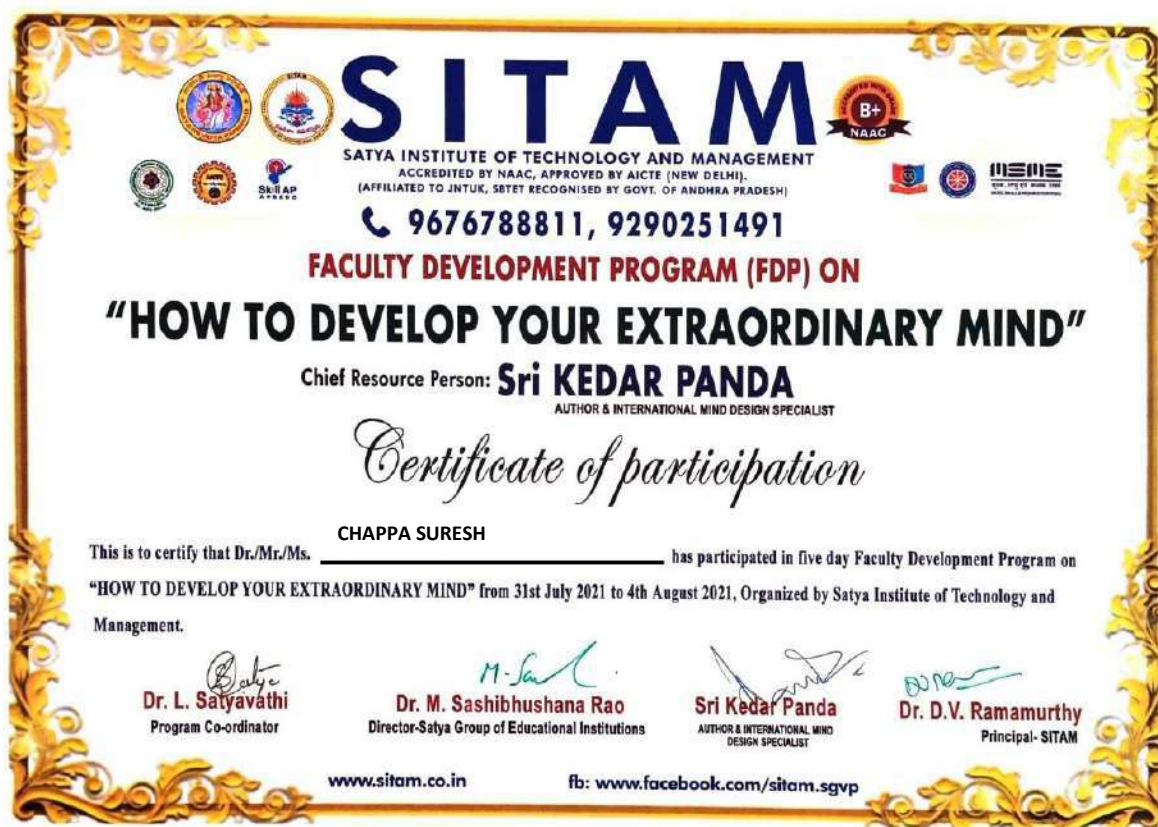 SITAM
SITAM
ACCREDITED WITH GRADE
B+
NAAC
SATYA INSTITUTE OF TECHNOLOGY AND MANAGEMENT
ACCREDITED BY NAAC, APPROVED BY AICTE (NEW DELHI).
(AFFILIATED TO JNTUK, SBTET RECOGNISED BY GOVT. OF ANDHRA PRADESH)
Skill AP
APSSDC
MSME
9676788811, 9290251491
FACULTY DEVELOPMENT PROGRAM (FDP) ON
"HOW TO DEVELOP YOUR EXTRAORDINARY MIND"
Chief Resource Person: Sri KEDAR PANDA
AUTHOR & INTERNATIONAL MIND DESIGN SPECIALIST
Certificate of participation
CHAPPA SURESH
This is to certify that Dr./Mr./Ms. has participated in five day Faculty Development Program on
"HOW TO DEVELOP YOUR EXTRAORDINARY MIND" from 31st July 2021 to 4th August 2021, Organized by Satya Institute of Technology and
Management.
Dr. L. Satyavathi
Program Co-ordinator
Dr. M. Sashibhushana Rao
Director-Satya Group of Educational Institutions
Sri Kedar Panda
AUTHOR & INTERNATIONAL MIND
DESIGN SPECIALIST
Dr. D.V. Ramamurthy
Principal- SITAM
www.sitam.co.in fb: www.facebook.com/sitam.sgvp